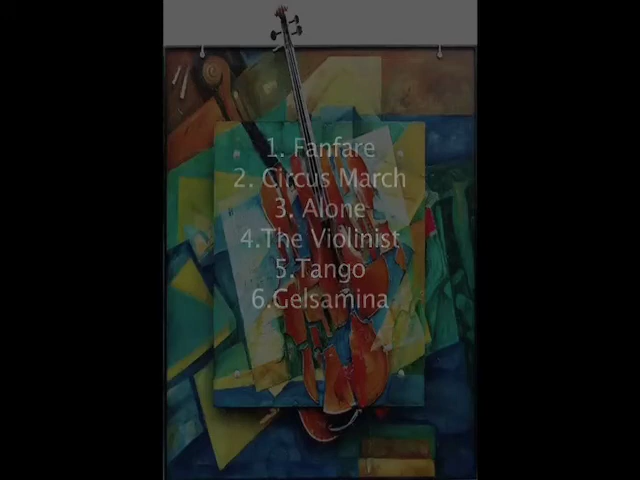 1. Fanfare
2. Circus March
3. Alone
4.The Violinist
5.Tango
6.Gelsamina